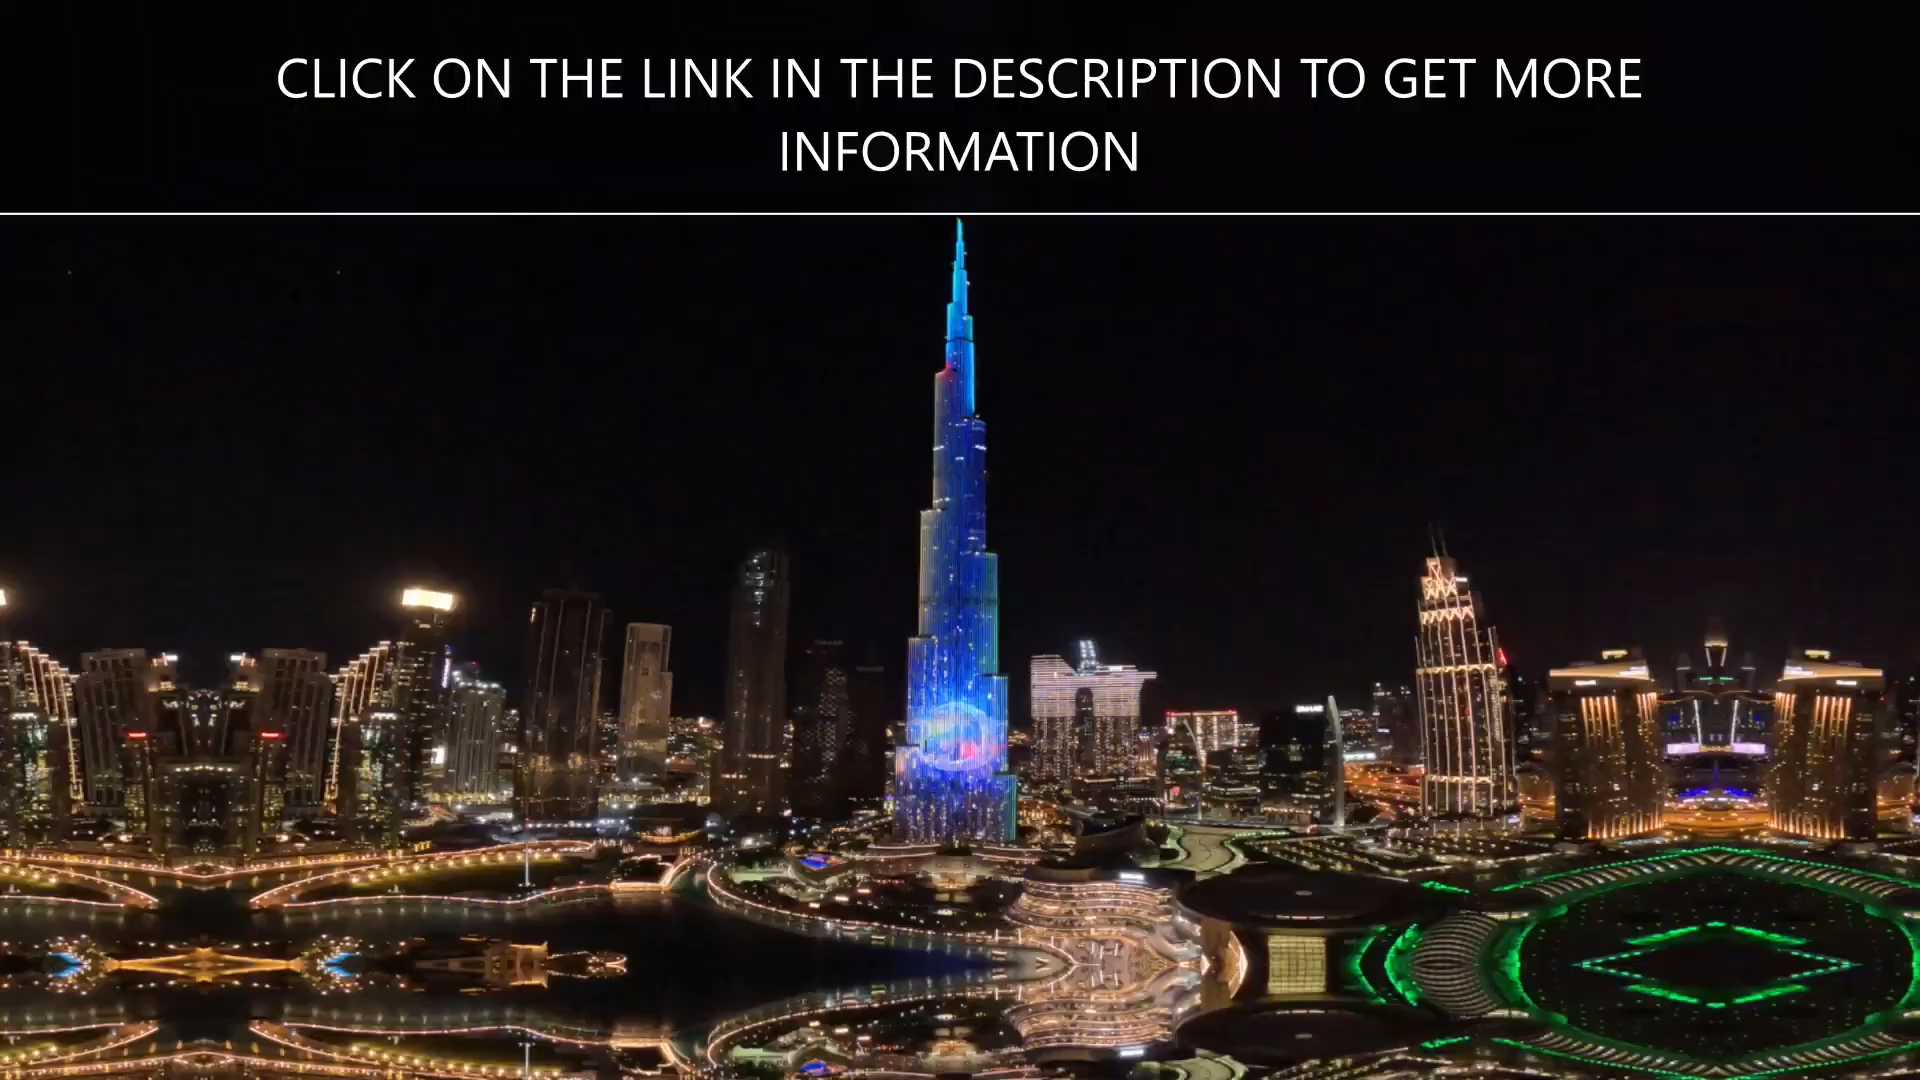 CLICK ON THE LINK IN THE DESCRIPTION TO GET MORE
INFORMATION